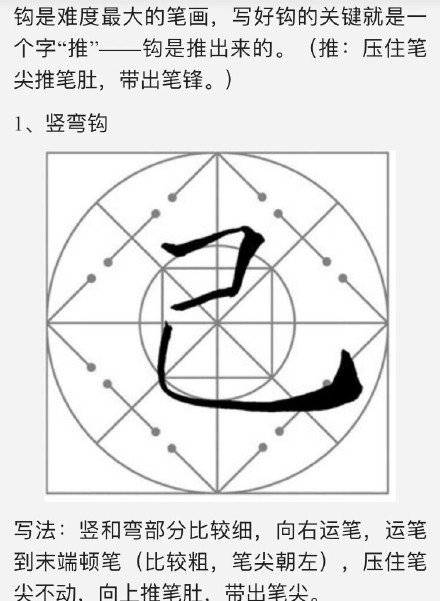 钩是难度最大的笔画，写好钩的关键就是一
个字“推”——钩是推出来的。（推：压住笔
尖推笔肚，带出笔锋。）
1、竖弯钩
己
写法：竖和弯部分比较细，向右运笔，运笔
到末端顿笔（比较粗，笔尖朝左），压住笔
尖不动，向上推笔肚，带出笔尖。